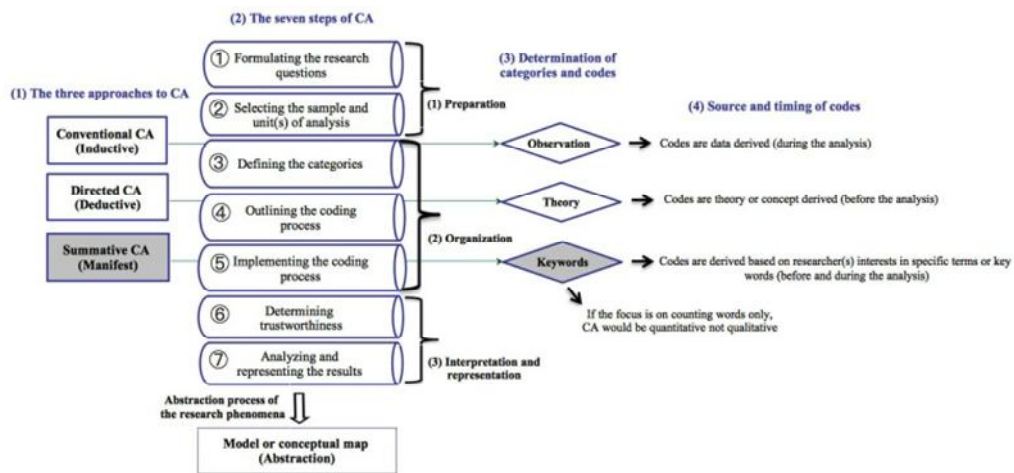 (2) The seven steps of CA
① Formulating the research
questions
② Selecting the sample and
unit(s) of analysis
③ Defining the categories
④ Outlining the coding
process
⑤ Implementing the coding
process
⑥ Determining
trustworthiness
⑦ Analyzing and
representing the results
(1) Preparation
(2) Organization
(3) Interpretation and
representation
(1) The three approaches to CA
Conventional CA
(Inductive)
Directed CA
(Deductive)
Summative CA
(Manifest)
(3) Determination of
categories and codes
Observation
Theory
Keywords
(4) Source and timing of codes
Codes are data derived (during the analysis)
Codes are theory or concept derived (before the analysis)
Codes are derived based on researcher(s) interests in specific terms or key
words (before and during the analysis)
If the focus is on counting words only,
CA would be quantitative not qualitative
Abstraction process of
the research phenomena
Model or conceptual map
(Abstraction)